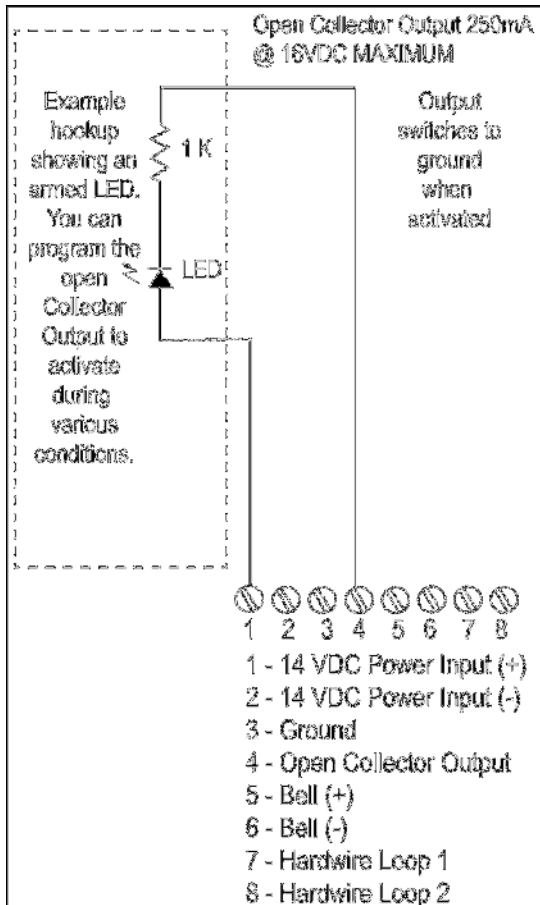 Open Collector Output 250mA
@ 16VDC MAXIMUM
Example
hookup
showing an
armed LED.
You can
program the
open
Collector
Output to
activate
during
various
conditions.
1 K
LED
Output
switches to
ground
when
activated
1 2 3 4 5 6 7 8
1 - 14 VDC Power Input (+)
2 - 14 VDC Power Input (-)
3 - Ground
4 - Open Collector Output
5 - Bell (+)
6 - Bell (-)
7 - Hardwire Loop 1
8 - Hardwire Loop 2